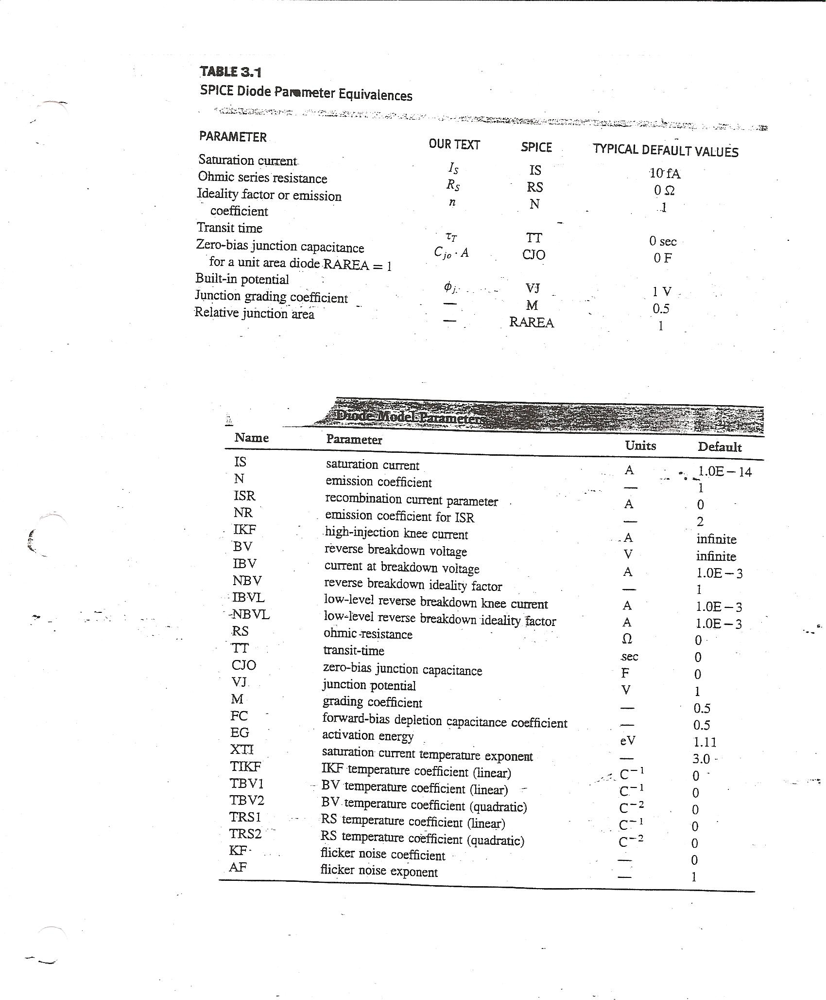 TABLE 3.1
SPICE Diode Parameter Equivalences
PARAMETER OUR TEXT SPICE TYPICAL DEFAULT VALUES
Saturation current I_S IS 10 fA
Ohmic series resistance R_S RS 0 Ω
Ideality factor or emission n N 1
coefficient
Transit time τ_T TT 0 sec
Zero-bias junction capacitance C_jo · A CJO 0 F
for a unit area diode RAREA = 1
Built-in potential ϕ_j VJ 1 V
Junction grading coefficient — M 0.5
Relative junction area — RAREA 1
Diode Model Parameters
Name Parameter Units Default
IS saturation current A 1.0E − 14
N emission coefficient — 1
ISR recombination current parameter A 0
NR emission coefficient for ISR — 2
IKF high-injection knee current A infinite
BV reverse breakdown voltage V infinite
IBV current at breakdown voltage A 1.0E − 3
NBV reverse breakdown ideality factor — 1
IBVL low-level reverse breakdown knee current A 1.0E − 3
NBVL low-level reverse breakdown ideality factor A 1.0E − 3
RS ohmic resistance Ω 0
TT transit-time sec 0
CJO zero-bias junction capacitance F 0
VJ junction potential V 1
M grading coefficient — 0.5
FC forward-bias depletion capacitance coefficient — 0.5
EG activation energy eV 1.11
XTI saturation current temperature exponent — 3.0
TIKF IKF temperature coefficient (linear) C⁻¹ 0
TBV1 BV temperature coefficient (linear) C⁻¹ 0
TBV2 BV temperature coefficient (quadratic) C⁻² 0
TRS1 RS temperature coefficient (linear) C⁻¹ 0
TRS2 RS temperature coefficient (quadratic) C⁻² 0
KF flicker noise coefficient — 0
AF flicker noise exponent — 1